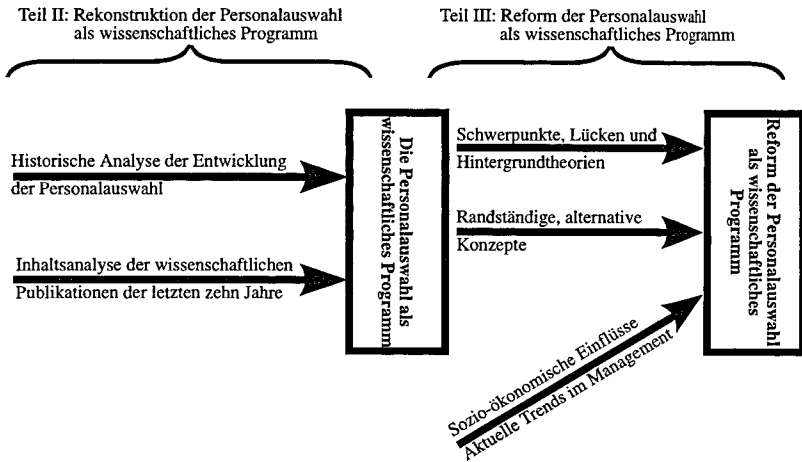 Teil II: Rekonstruktion der Personalauswahl
als wissenschaftliches Programm
Historische Analyse der Entwicklung
der Personalauswahl
Inhaltsanalyse der wissenschaftlichen
Publikationen der letzten zehn Jahre
Die Personalauswahl als
wissenschaftliches Programm
Teil III: Reform der Personalauswahl
als wissenschaftliches Programm
Schwerpunkte, Lücken und
Hintergrundtheorien
Randständige, alternative
Konzepte
Sozio-ökonomische Einflüsse
Aktuelle Trends im Management
Reform der Personalauswahl
als wissenschaftliches
Programm